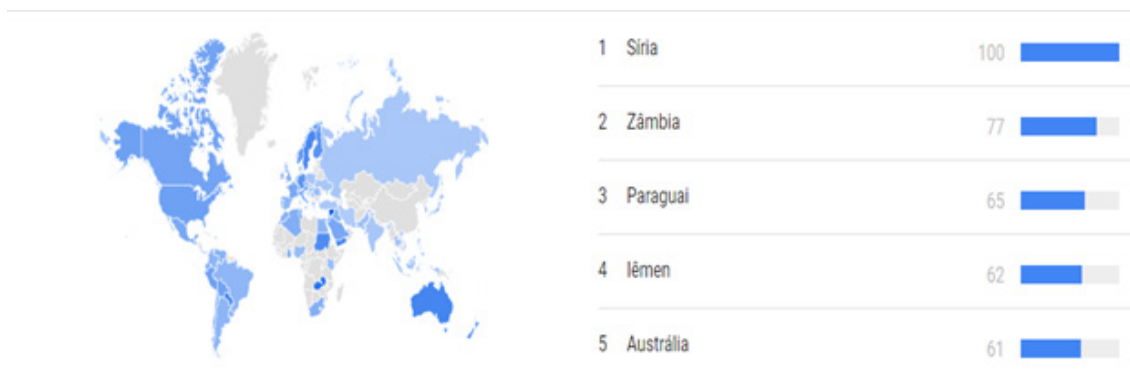 1 Síria 100
2 Zâmbia 77
3 Paraguai 65
4 Iêmen 62
5 Austrália 61